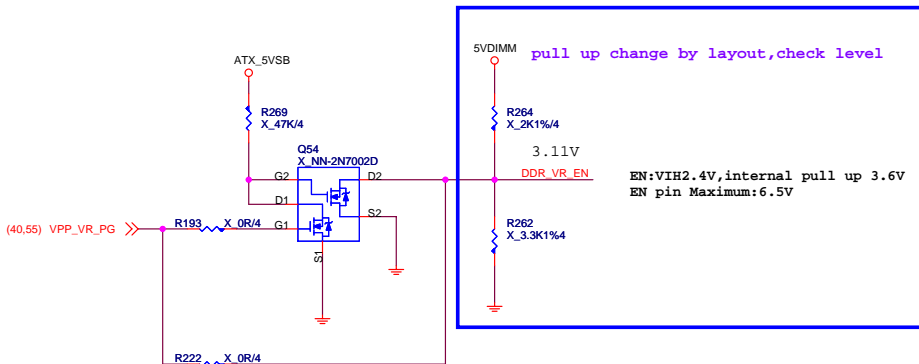 5VDIMM
pull up change by layout,check level
ATX_5VSB
R269
X_47K/4
R264
X_2K1%/4
Q54
X_NN-2N7002D
3.11V
G2
D2
DDR_VR_EN
EN:VIH2.4V,internal pull up 3.6V
EN pin Maximum:6.5V
D1
S2
(40,55) VPP_VR_PG
R193
X_0R/4
G1
R262
X_3.3K1%4
S1
R222
X_0R/4